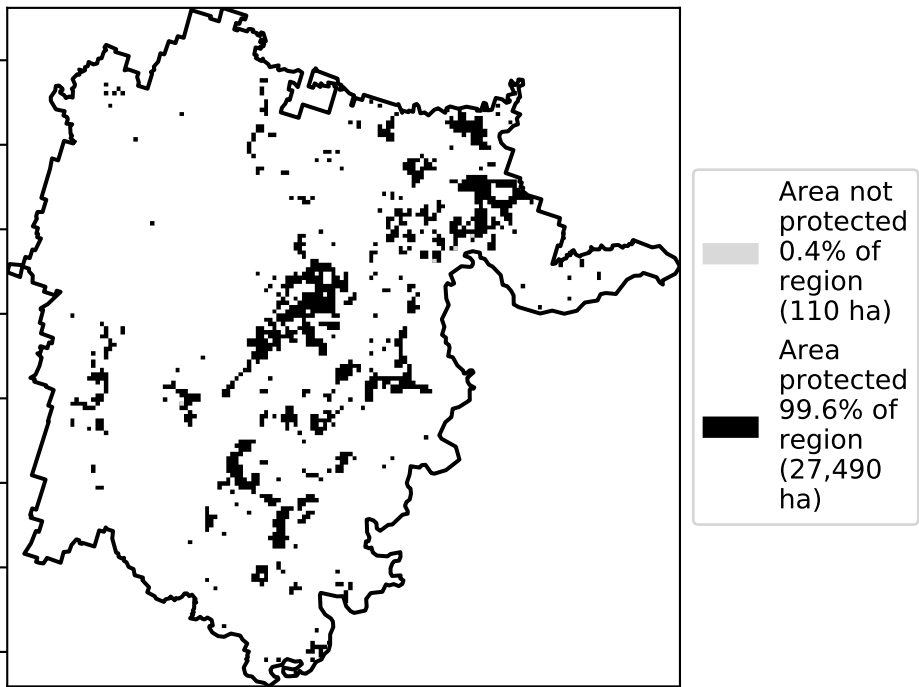 Area not
protected
0.4% of
region
(110 ha)
Area
protected
99.6% of
region
(27,490
ha)